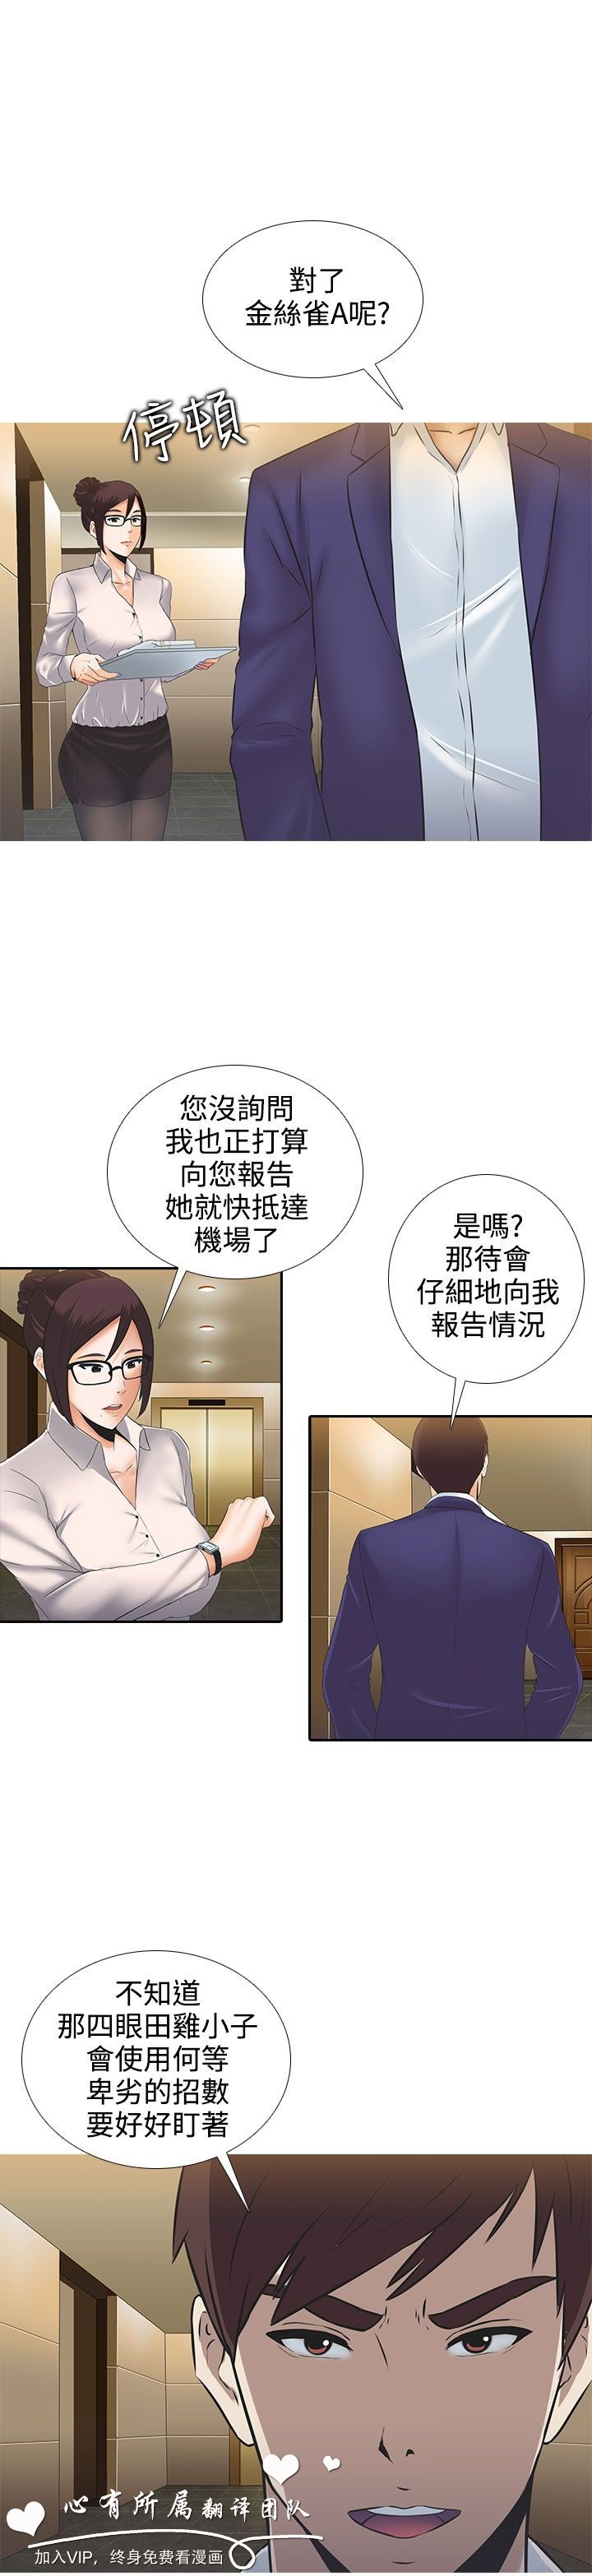 對了
金絲雀A呢?
停頓
您沒詢問
我也正打算
向您報告
她就快抵達
機場了
是嗎?
那待會
仔細地向我
報告情況
不知道
那四眼田雞小子
會使用何等
卑劣的招數
要好好盯著
心有所属翻译团队
加入VIP，终身免费看漫画